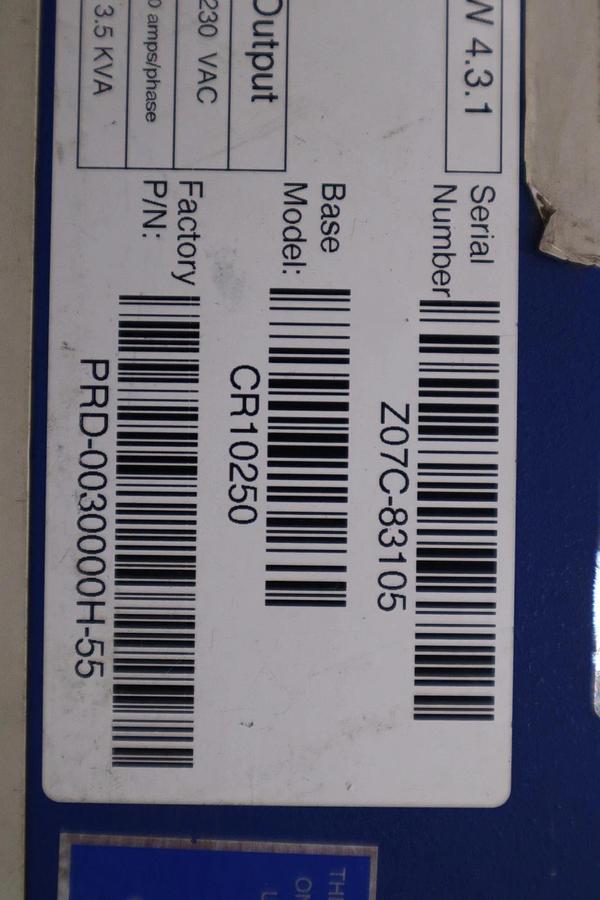 W 4.3.1
Output
230 VAC
0 amps/phase
3.5 KVA
Serial
Number
Z07C-83105
Base
Model:
CR10250
Factory
P/N:
PRD-0030000H-55